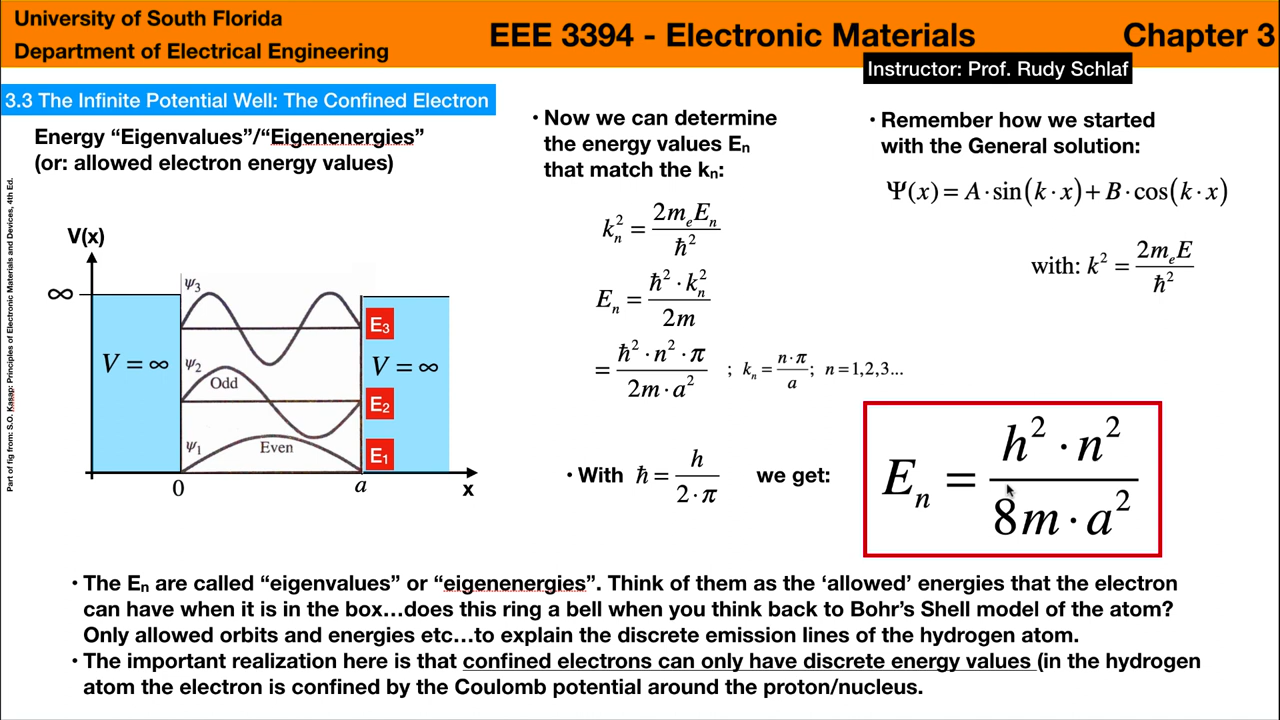 University of South Florida
Department of Electrical Engineering
EEE 3394 - Electronic Materials
Chapter 3
Instructor: Prof. Rudy Schlaf
3.3 The Infinite Potential Well: The Confined Electron
Energy “Eigenvalues”/“Eigenenergies”
(or: allowed electron energy values)
Part of fig from: S.O. Kasap: Principles of Electronic Materials and Devices, 4th Ed.
V(x)
∞
V = ∞
ψ₃
E₃
ψ₂
Odd
E₂
ψ₁
Even
E₁
V = ∞
0
a
x
• Now we can determine
the energy values Eₙ
that match the kₙ:
kₙ² = 2mₑEₙ / ħ²
Eₙ = ħ² · kₙ² / 2m
= ħ² · n² · π / 2m · a² ; kₙ = n · π / a ; n = 1,2,3...
• With ħ = h / 2 · π we get:
• Remember how we started
with the General solution:
Ψ(x) = A · sin(k · x) + B · cos(k · x)
with: k² = 2mₑE / ħ²
Eₙ = h² · n² / 8m · a²
• The Eₙ are called “eigenvalues” or “eigenenergies”. Think of them as the ‘allowed’ energies that the electron
can have when it is in the box…does this ring a bell when you think back to Bohr’s Shell model of the atom?
Only allowed orbits and energies etc…to explain the discrete emission lines of the hydrogen atom.
• The important realization here is that confined electrons can only have discrete energy values (in the hydrogen
atom the electron is confined by the Coulomb potential around the proton/nucleus.